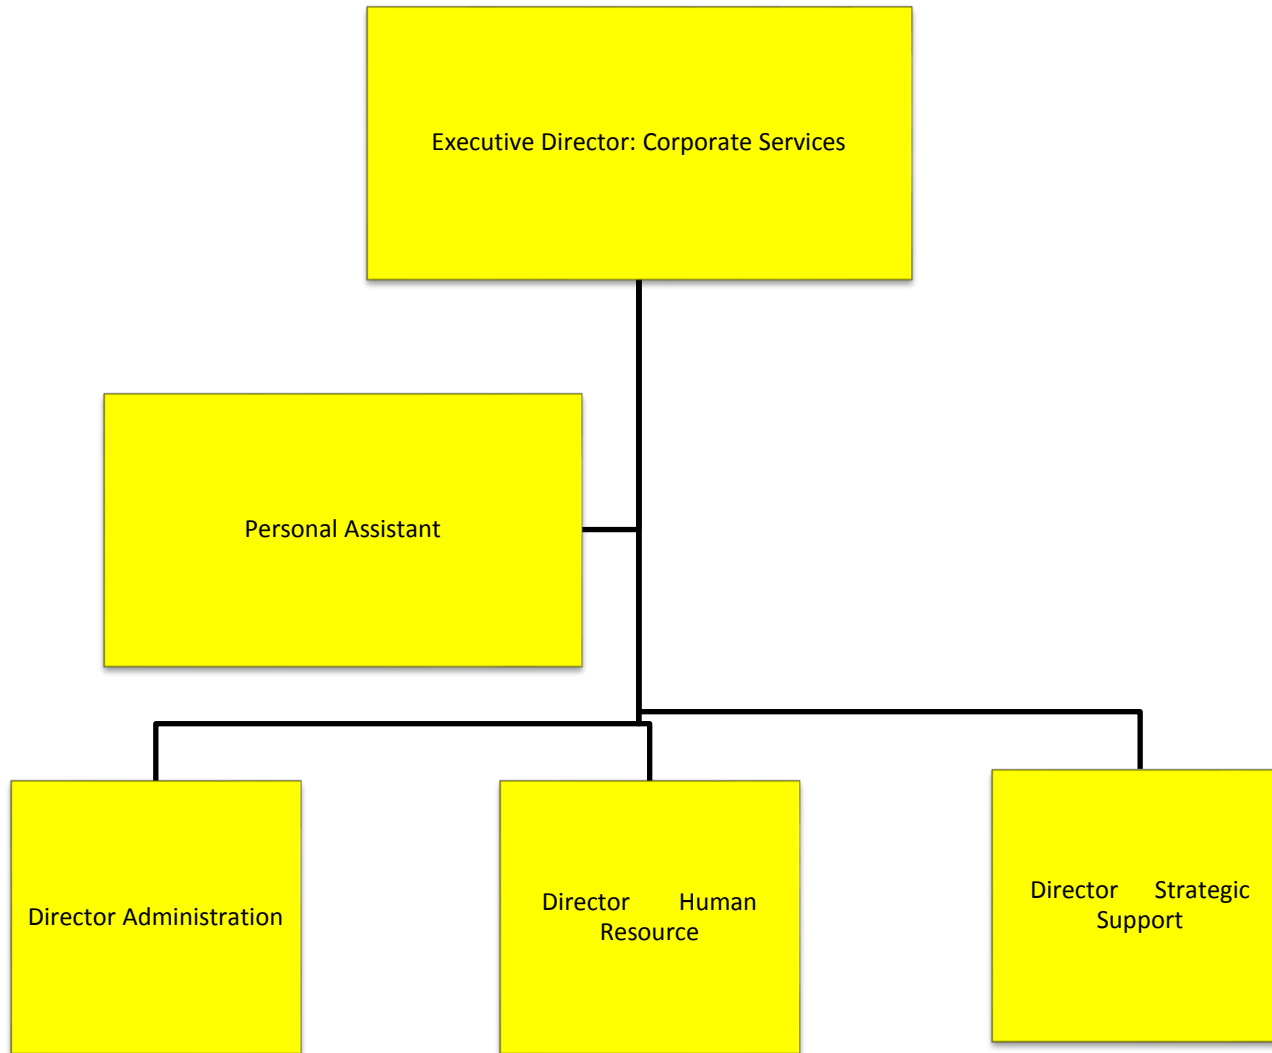 Executive Director: Corporate Services
Personal Assistant
Director Administration
Director Human
Resource
Director Strategic
Support